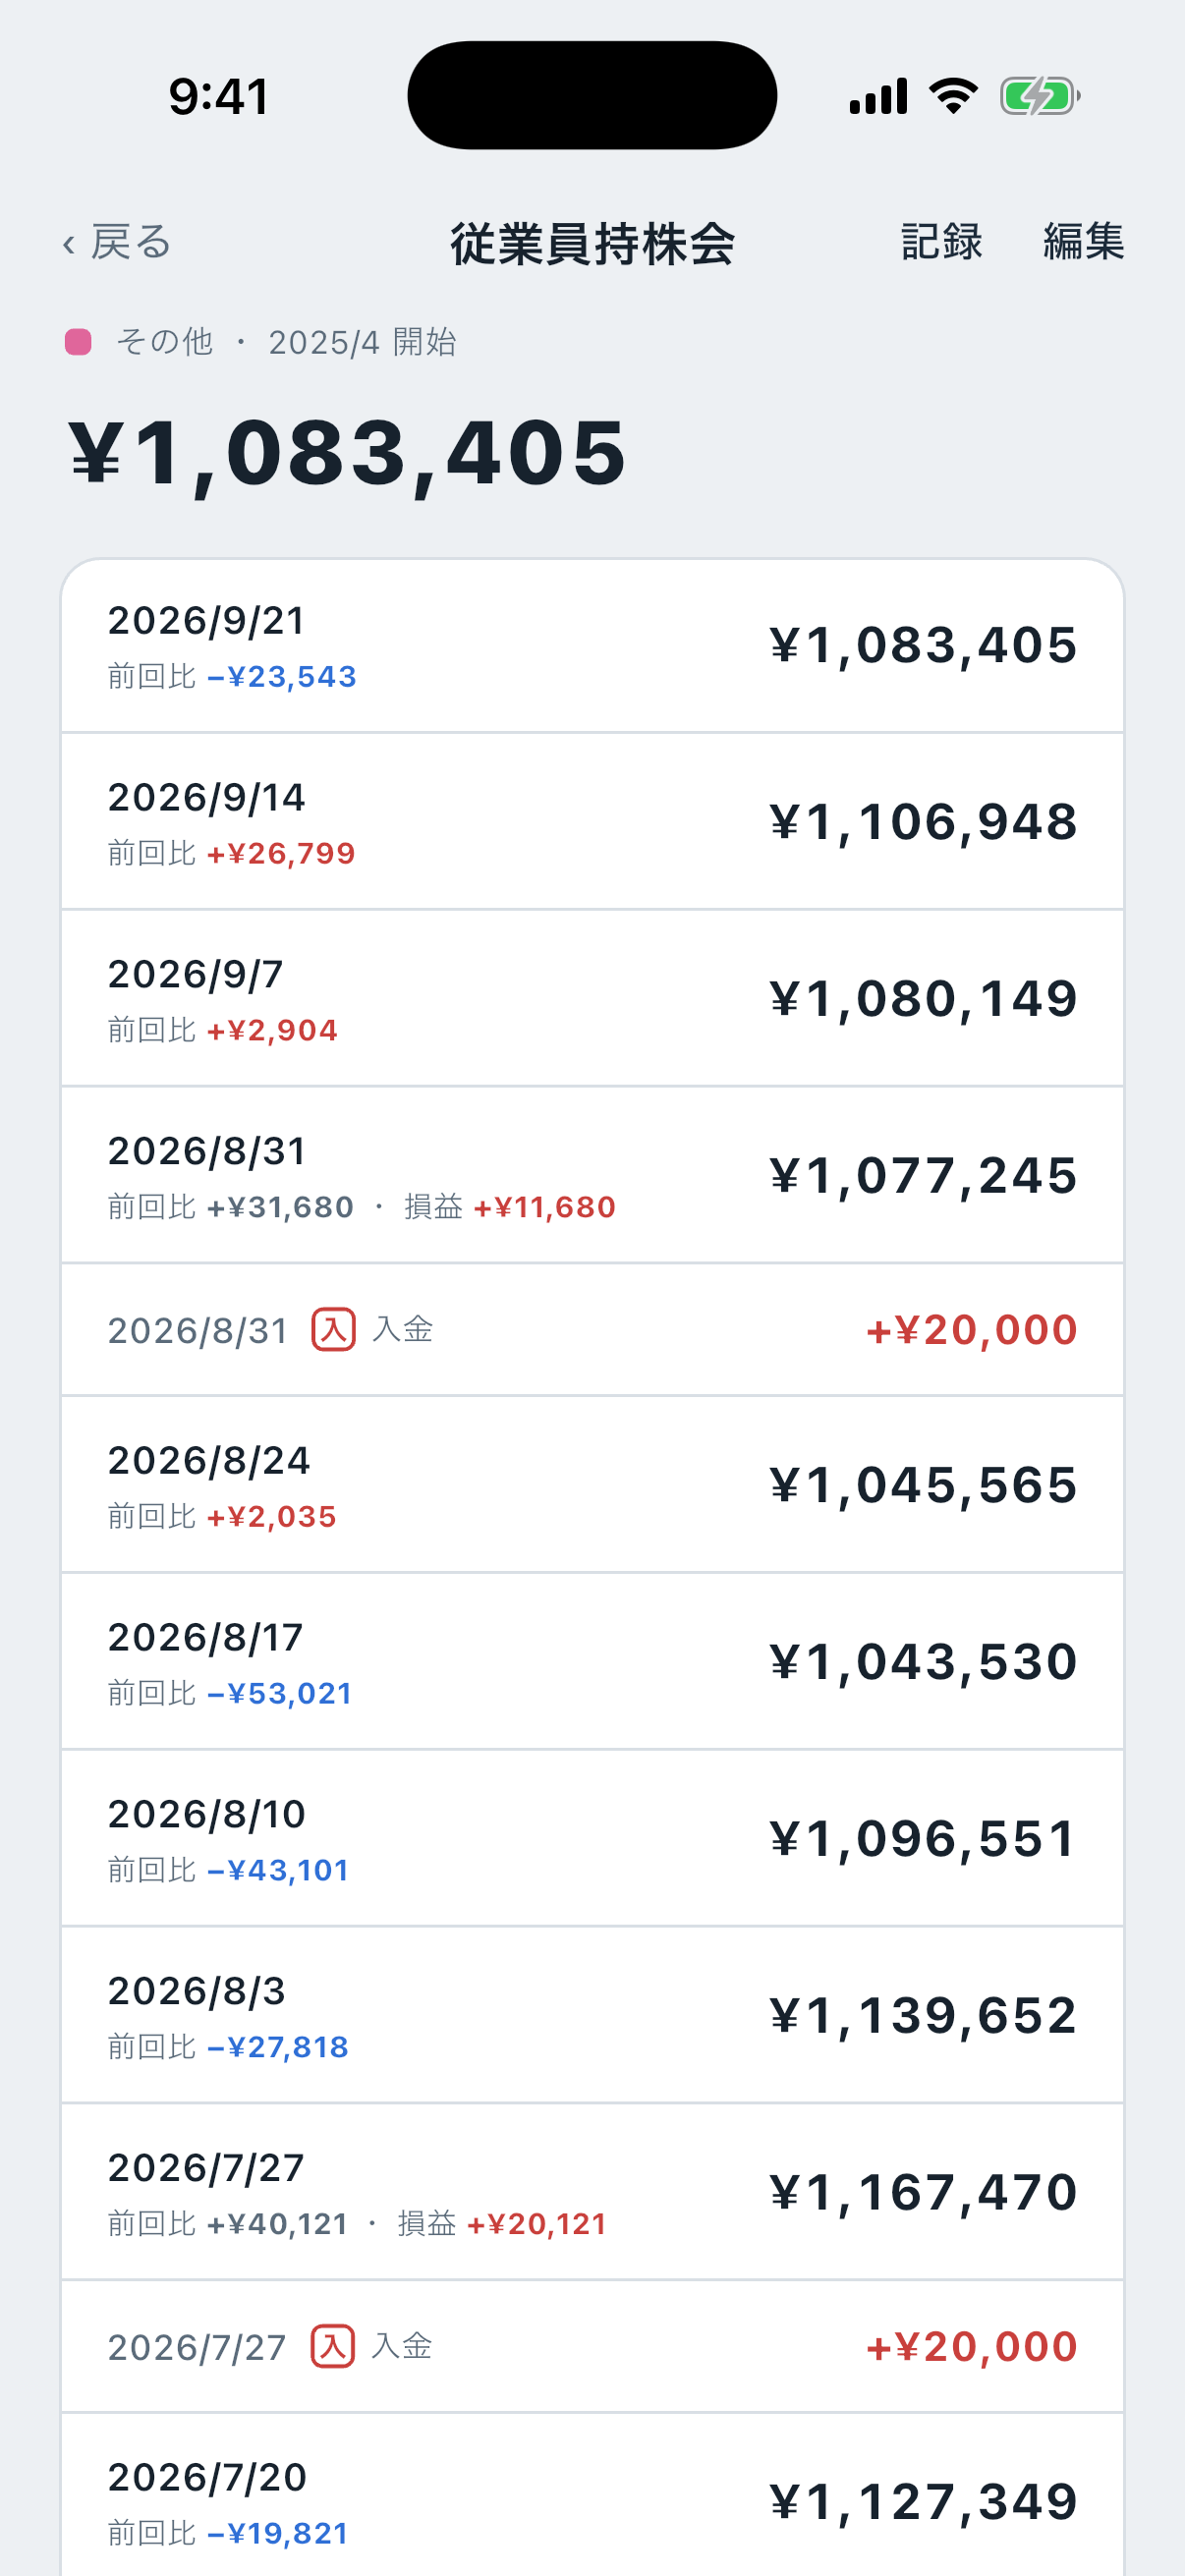 9:41
‹ 戻る 従業員持株会 記録 編集
その他 ・ 2025/4 開始
¥1,083,405
2026/9/21 ¥1,083,405
前回比 −¥23,543
2026/9/14 ¥1,106,948
前回比 +¥26,799
2026/9/7 ¥1,080,149
前回比 +¥2,904
2026/8/31 ¥1,077,245
前回比 +¥31,680 ・ 損益 +¥11,680
2026/8/31 入 入金 +¥20,000
2026/8/24 ¥1,045,565
前回比 +¥2,035
2026/8/17 ¥1,043,530
前回比 −¥53,021
2026/8/10 ¥1,096,551
前回比 −¥43,101
2026/8/3 ¥1,139,652
前回比 −¥27,818
2026/7/27 ¥1,167,470
前回比 +¥40,121 ・ 損益 +¥20,121
2026/7/27 入 入金 +¥20,000
2026/7/20 ¥1,127,349
前回比 −¥19,821